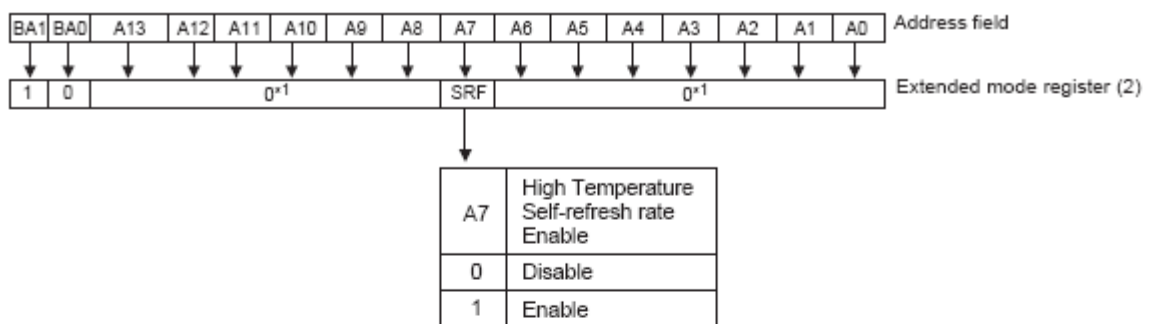 BA1 BA0 A13 A12 A11 A10 A9 A8 A7 A6 A5 A4 A3 A2 A1 A0 Address field
1 0 0*1 SRF 0*1 Extended mode register (2)
A7 High Temperature
Self-refresh rate
Enable
0 Disable
1 Enable